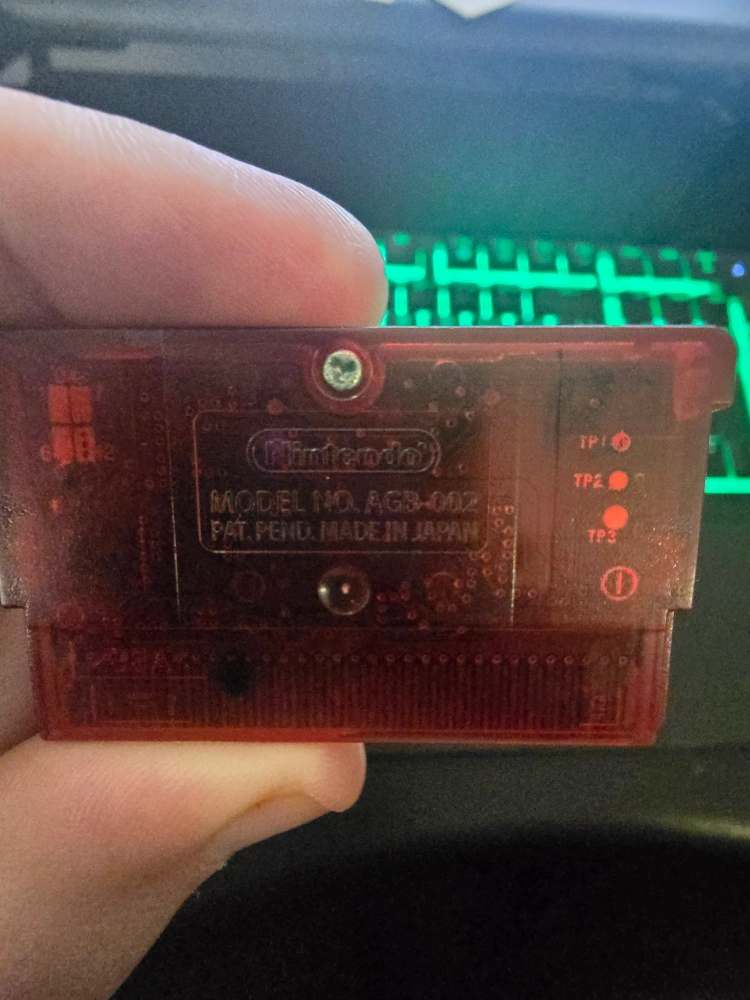 Nintendo
MODEL NO. AGB-002
PAT. PEND. MADE IN JAPAN
TP1
TP2
TP3